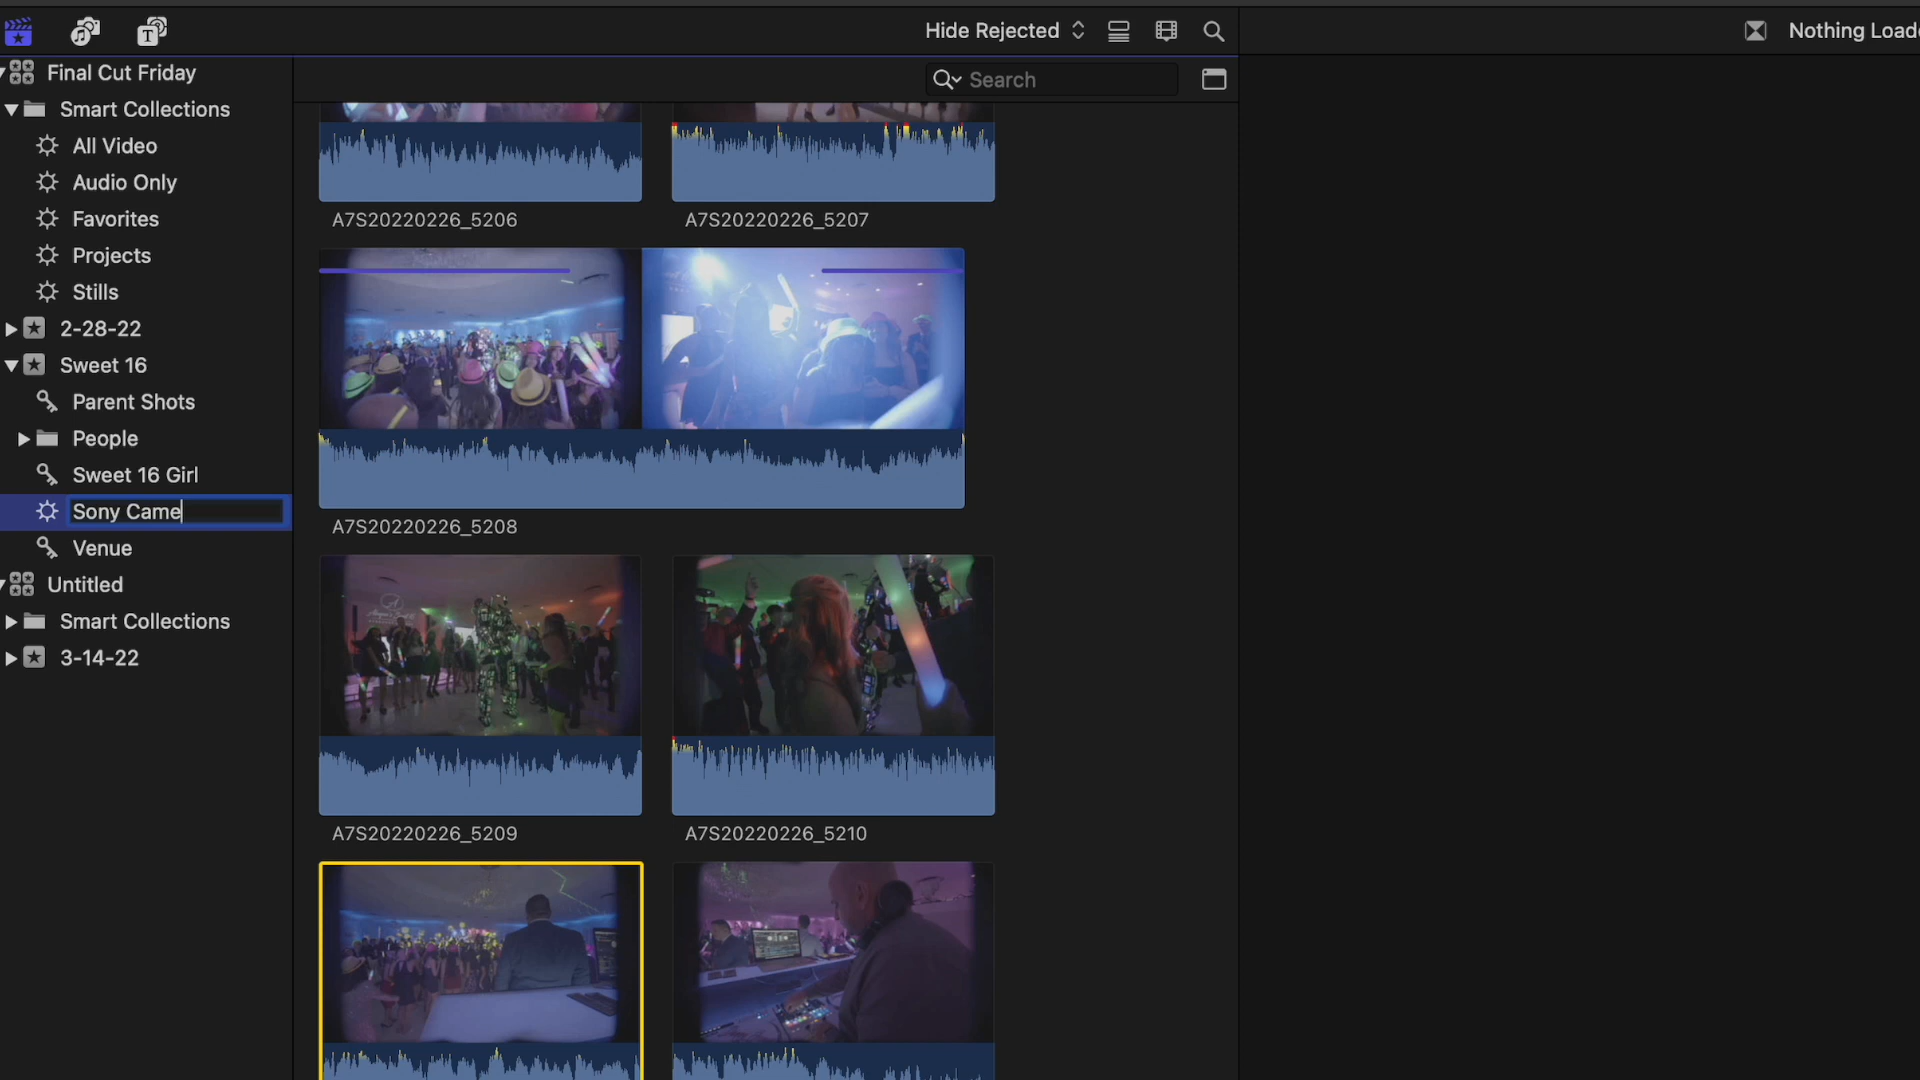 Hide Rejected
Nothing Load
Final Cut Friday
Search
Smart Collections
All Video
Audio Only
Favorites
Projects
Stills
2-28-22
Sweet 16
Parent Shots
People
Sweet 16 Girl
Sony Came
Venue
Untitled
Smart Collections
3-14-22
A7S20220226_5206
A7S20220226_5207
A7S20220226_5208
A7S20220226_5209
A7S20220226_5210